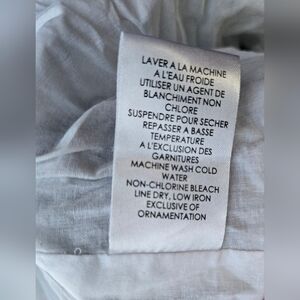 LAVER A LA MACHINE
A L'EAU FROIDE
UTILISER UN AGENT DE
BLANCHIMENT NON
CHLORE
SUSPENDRE POUR SECHER
REPASSER A BASSE
TEMPERATURE
A L'EXCLUSION DES
GARNITURES
MACHINE WASH COLD
WATER
NON-CHLORINE BLEACH
LINE DRY, LOW IRON
EXCLUSIVE OF
ORNAMENTATION